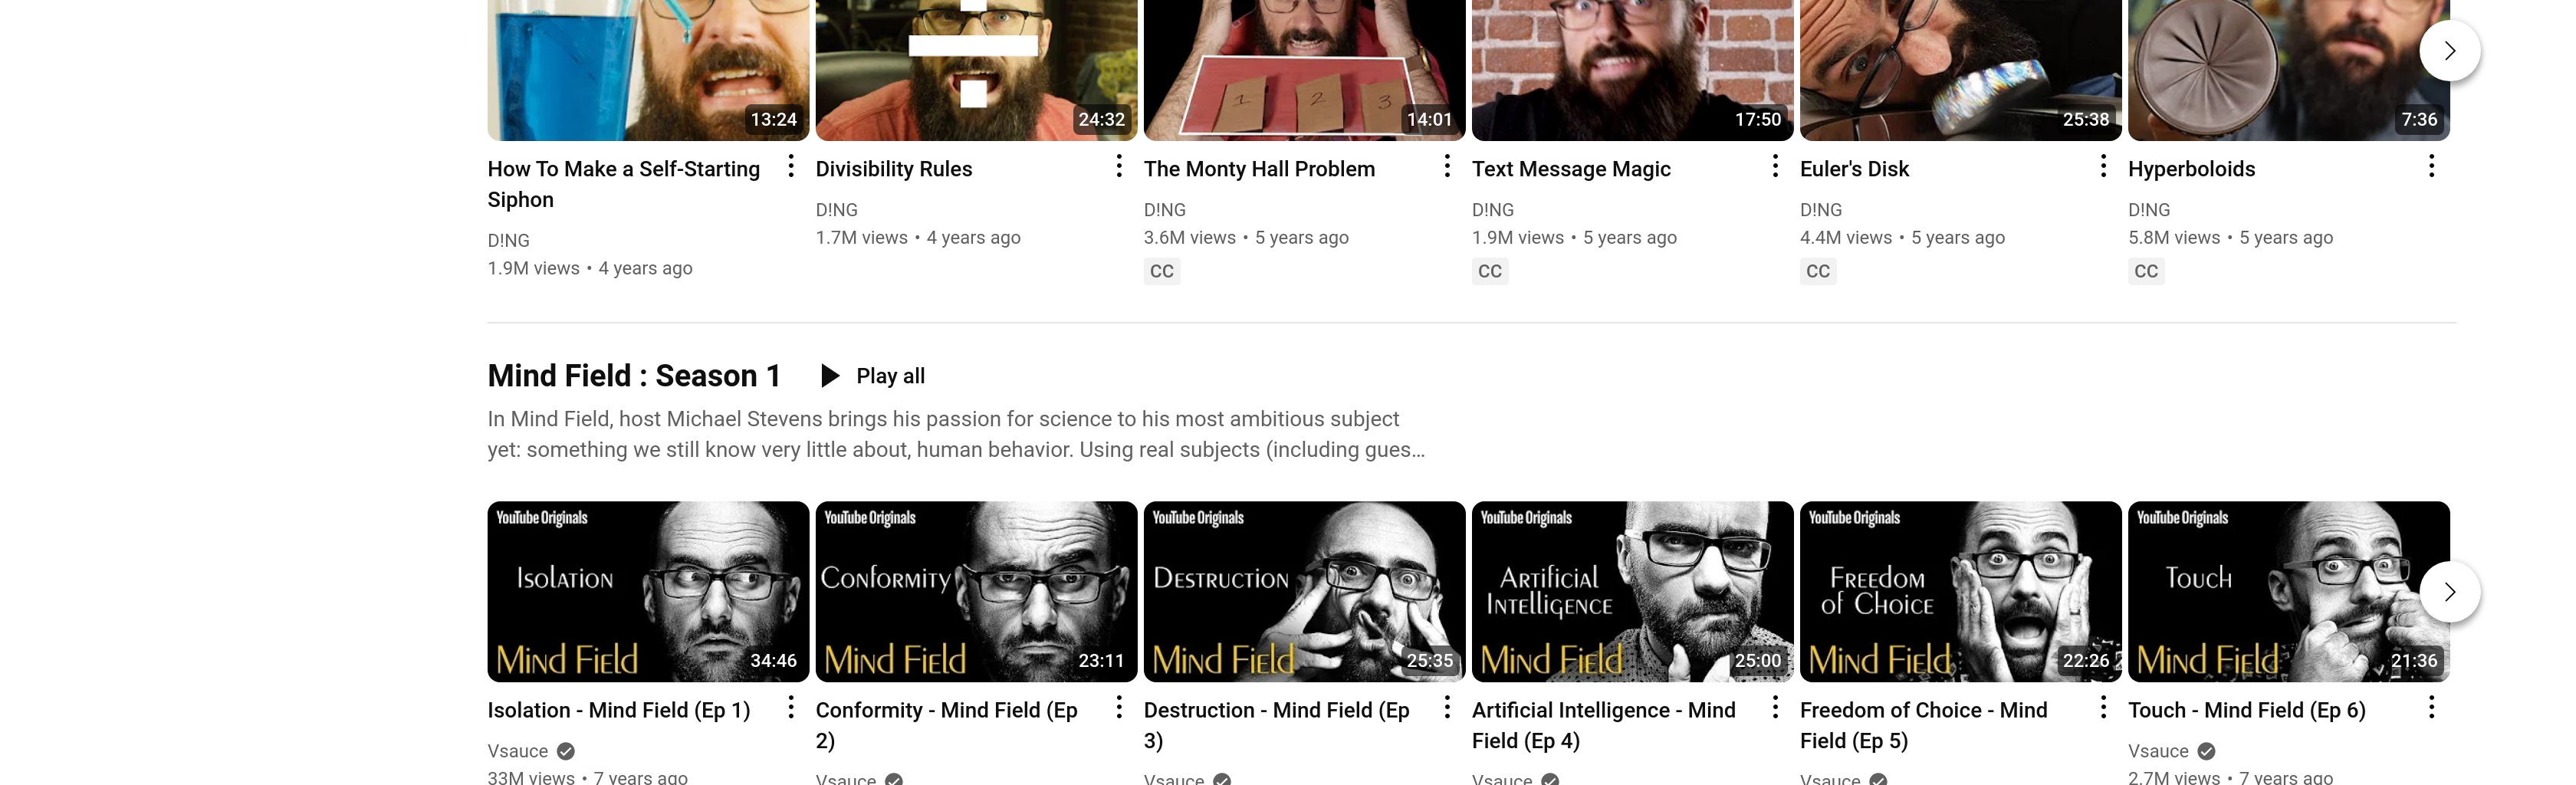 13:24
24:32
1 2 3
14:01
17:50
25:38
7:36
How To Make a Self-Starting
Siphon
D!NG
1.9M views • 4 years ago
Divisibility Rules
D!NG
1.7M views • 4 years ago
The Monty Hall Problem
D!NG
3.6M views • 5 years ago
CC
Text Message Magic
D!NG
1.9M views • 5 years ago
CC
Euler's Disk
D!NG
4.4M views • 5 years ago
CC
Hyperboloids
D!NG
5.8M views • 5 years ago
CC
Mind Field : Season 1
Play all
In Mind Field, host Michael Stevens brings his passion for science to his most ambitious subject
yet: something we still know very little about, human behavior. Using real subjects (including gues...
YouTube Originals
Isolation
Mind Field
34:46
YouTube Originals
Conformity
Mind Field
23:11
YouTube Originals
Destruction
Mind Field
25:35
YouTube Originals
Artificial
Intelligence
Mind Field
25:00
YouTube Originals
Freedom
of Choice
Mind Field
22:26
YouTube Originals
Touch
Mind Field
21:36
Isolation - Mind Field (Ep 1)
Vsauce
33M views • 7 years ago
Conformity - Mind Field (Ep
2)
Vsauce
Destruction - Mind Field (Ep
3)
Vsauce
Artificial Intelligence - Mind
Field (Ep 4)
Vsauce
Freedom of Choice - Mind
Field (Ep 5)
Vsauce
Touch - Mind Field (Ep 6)
Vsauce
2.7M views • 7 years ago